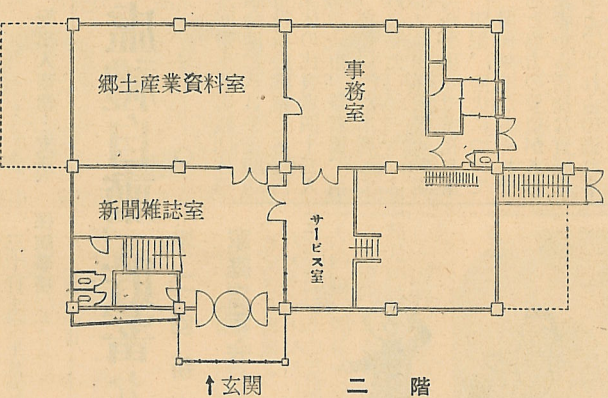 郷土産業資料室
事務室
新聞雑誌室
サービス室
↑玄関
二階